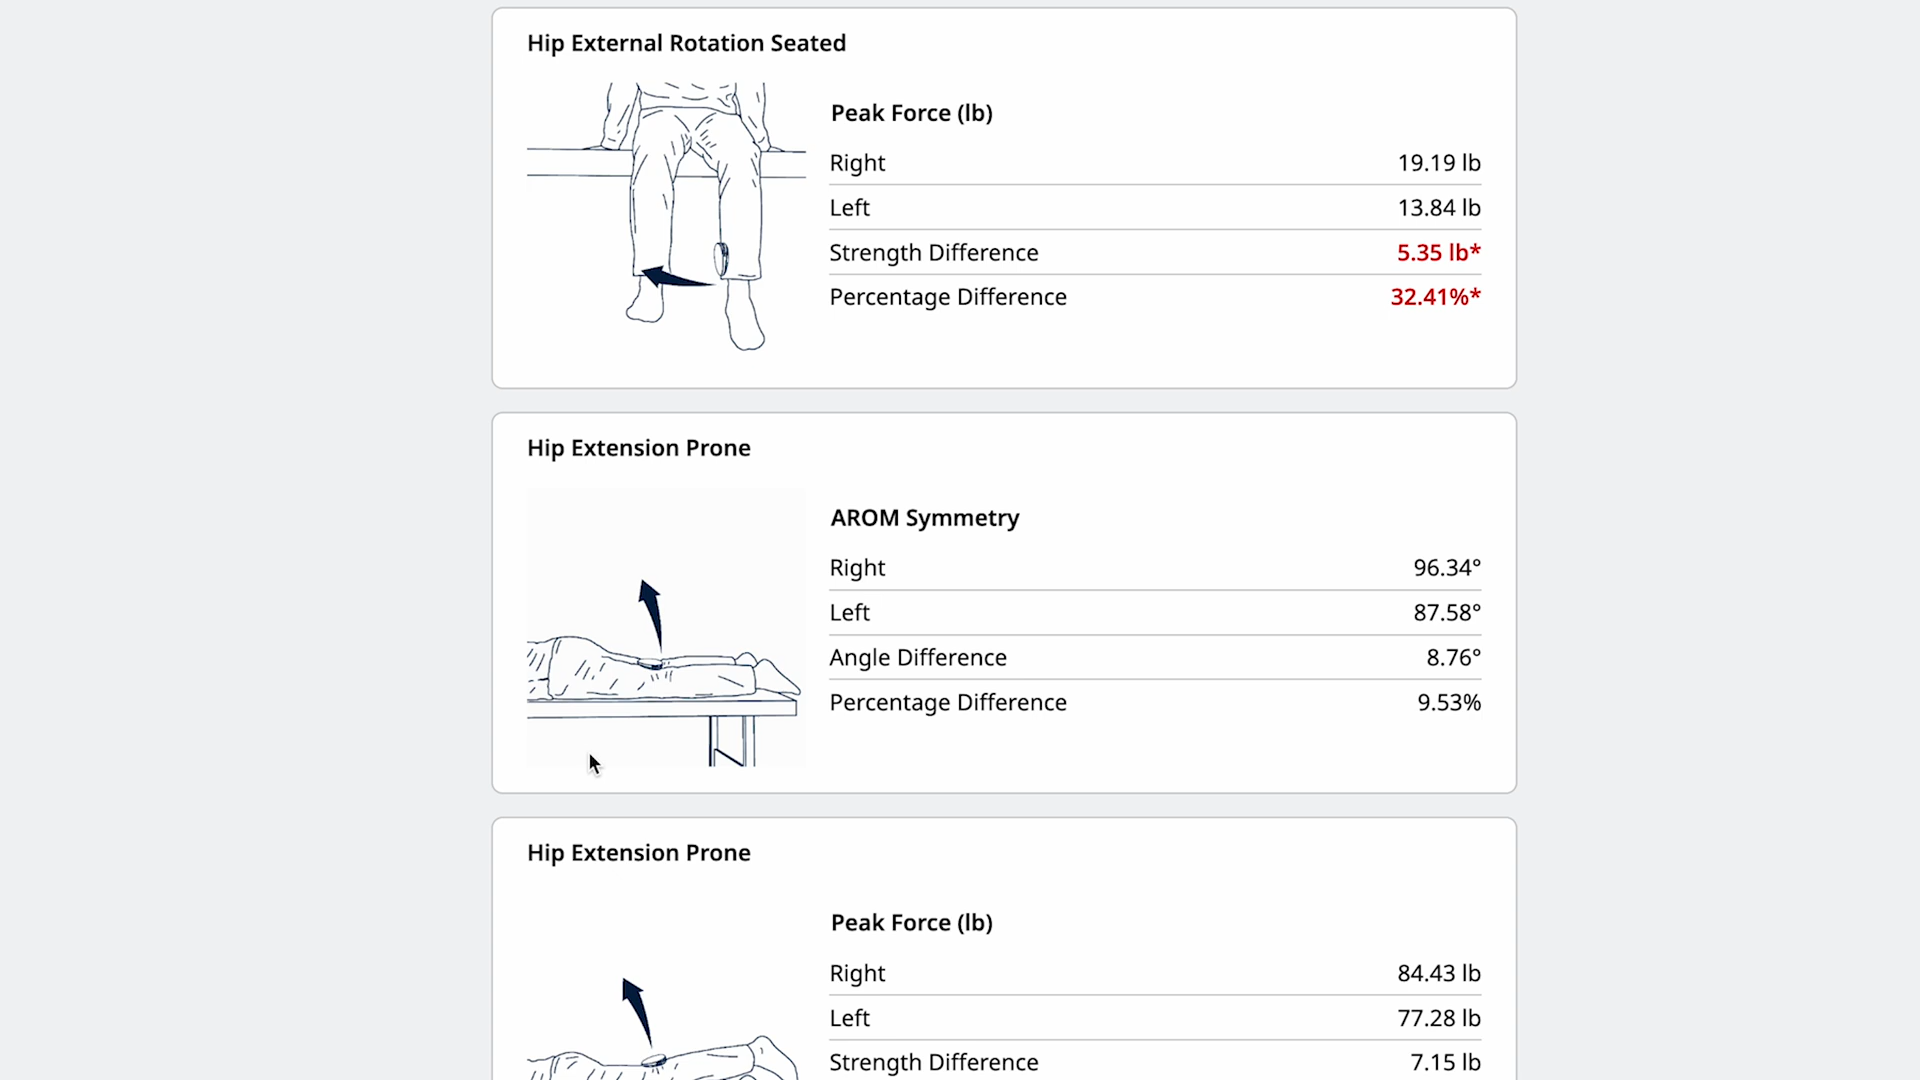 Hip External Rotation Seated
Peak Force (lb)
Right 19.19 lb
Left 13.84 lb
Strength Difference 5.35 lb*
Percentage Difference 32.41%*
Hip Extension Prone
AROM Symmetry
Right 96.34°
Left 87.58°
Angle Difference 8.76°
Percentage Difference 9.53%
Hip Extension Prone
Peak Force (lb)
Right 84.43 lb
Left 77.28 lb
Strength Difference 7.15 lb